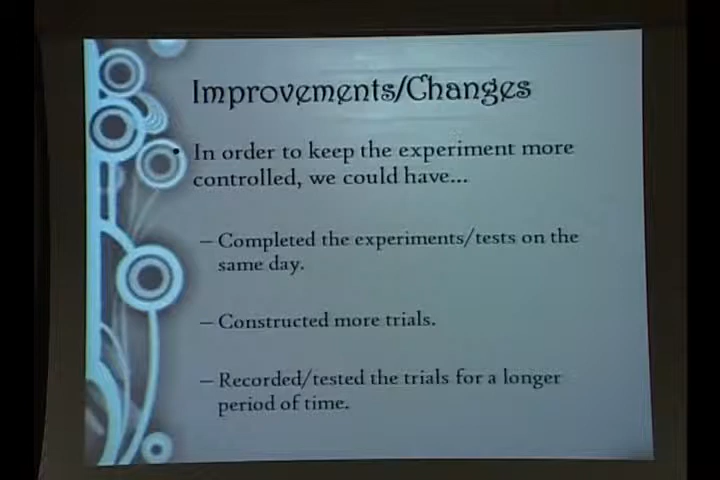 Improvements/Changes
• In order to keep the experiment more
controlled, we could have...
– Completed the experiments/tests on the
same day.
– Constructed more trials.
– Recorded/tested the trials for a longer
period of time.